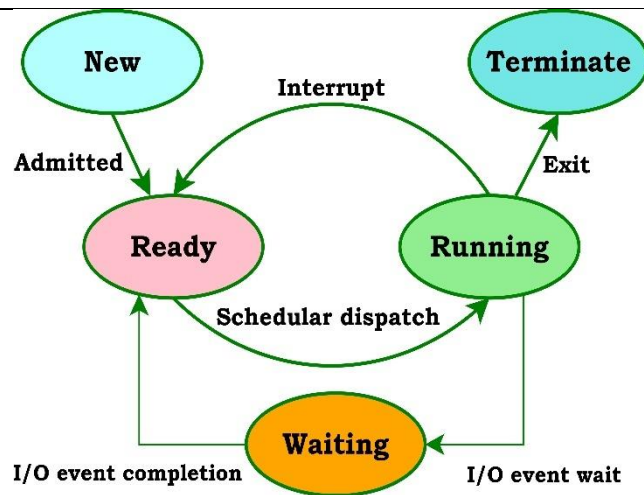 New
Terminate
Interrupt
Admitted
Exit
Ready
Running
Schedular dispatch
Waiting
I/O event completion
I/O event wait